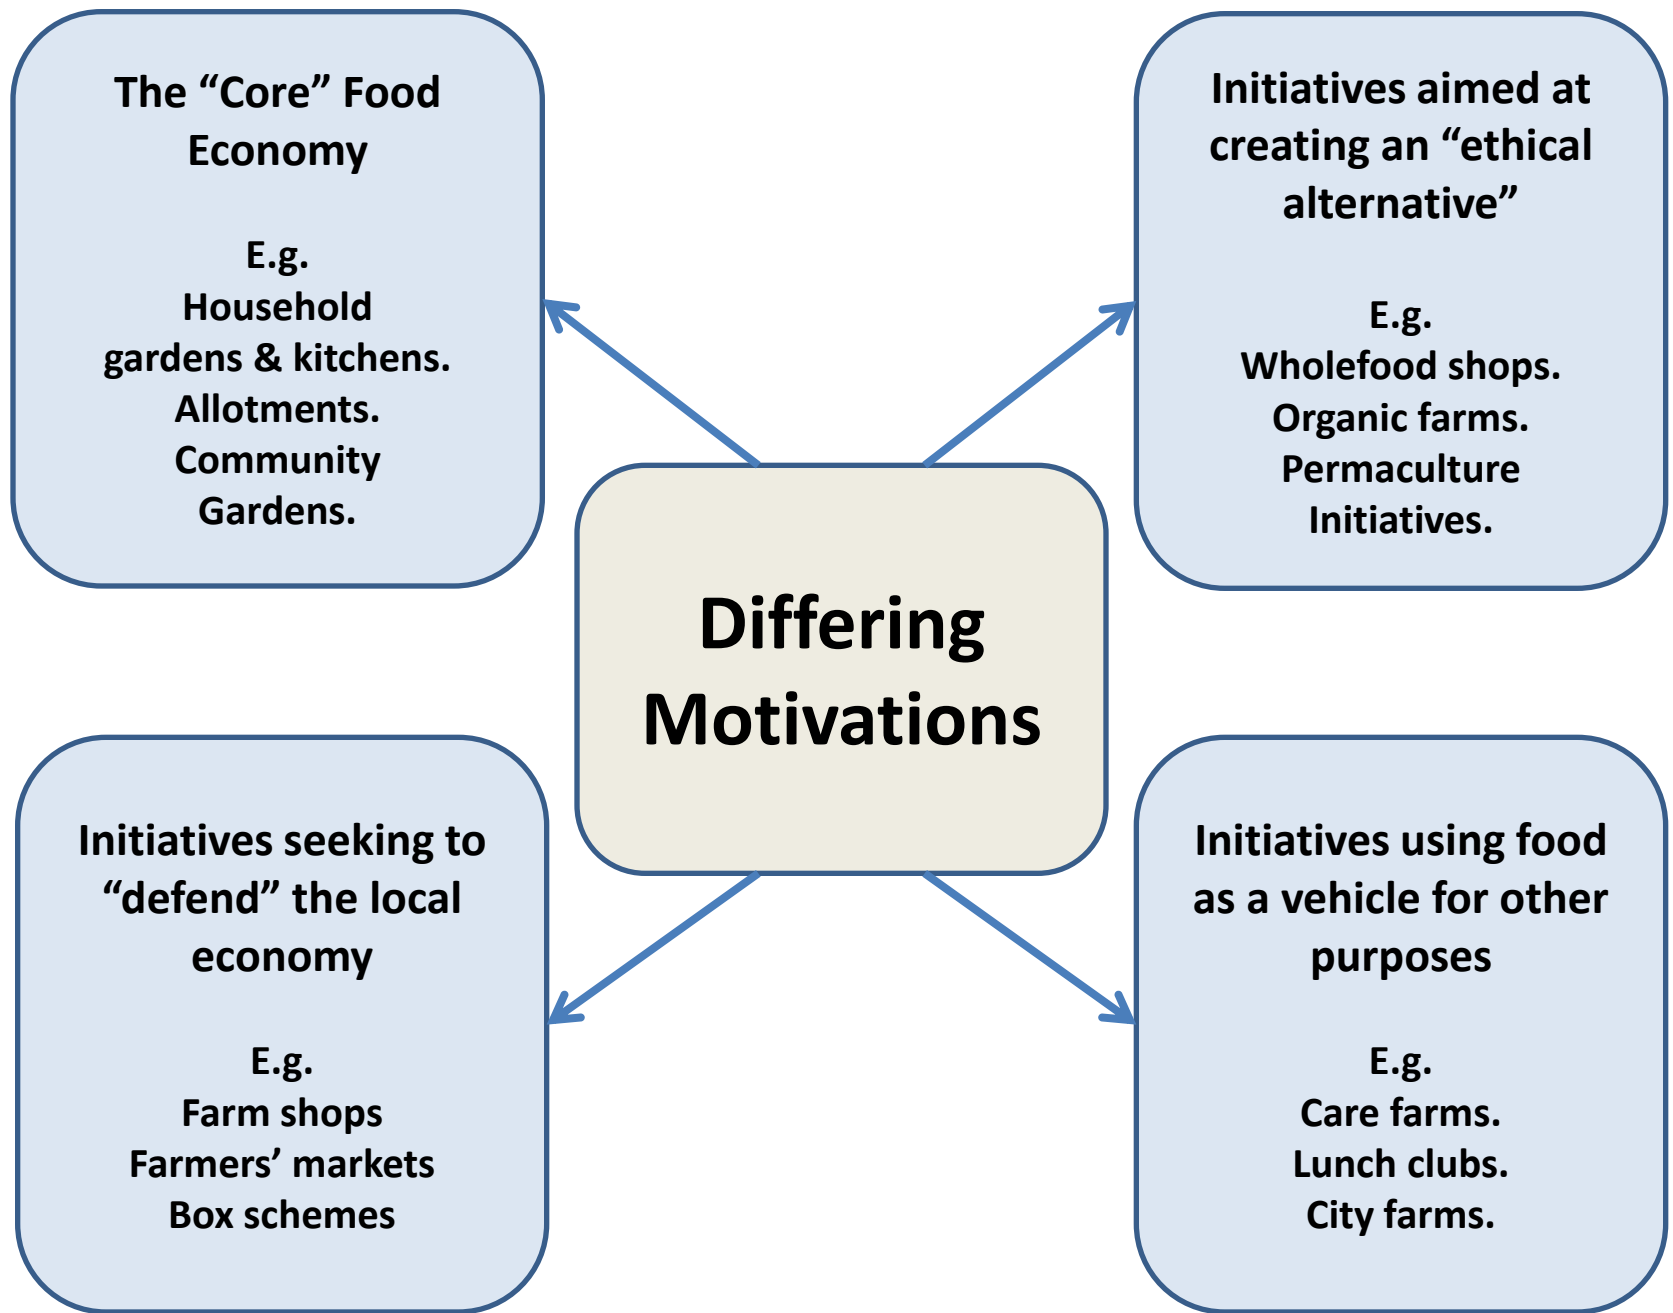 The “Core” Food
Economy
E.g.
Household
gardens & kitchens.
Allotments.
Community
Gardens.
Initiatives aimed at
creating an “ethical
alternative”
E.g.
Wholefood shops.
Organic farms.
Permaculture
Initiatives.
Differing
Motivations
Initiatives seeking to
“defend” the local
economy
E.g.
Farm shops
Farmers’ markets
Box schemes
Initiatives using food
as a vehicle for other
purposes
E.g.
Care farms.
Lunch clubs.
City farms.